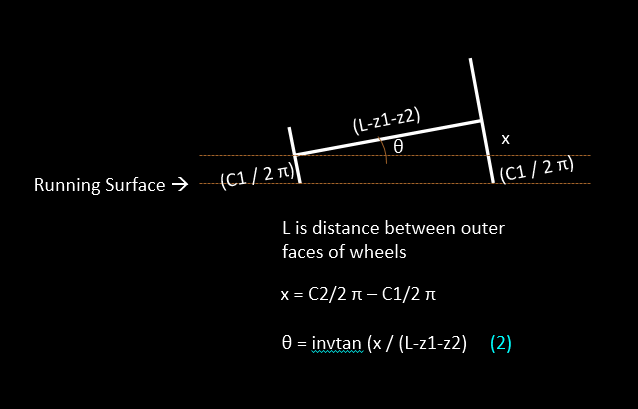 (L-z1-z2)
θ
x
(C1 / 2 π)
(C1 / 2 π)
Running Surface →
L is distance between outer
faces of wheels
x = C2/2 π – C1/2 π
θ = invtan (x / (L-z1-z2) (2)